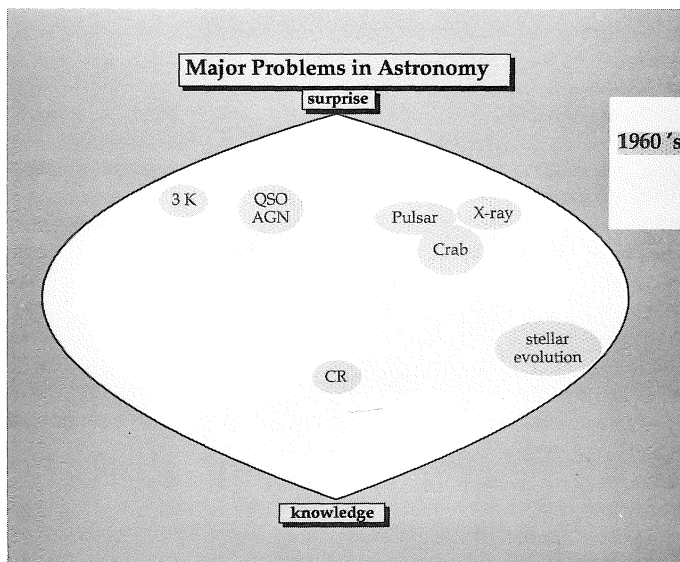 Major Problems in Astronomy
surprise
1960 's
3 K
QSO
AGN
Pulsar
X-ray
Crab
stellar
evolution
CR
knowledge